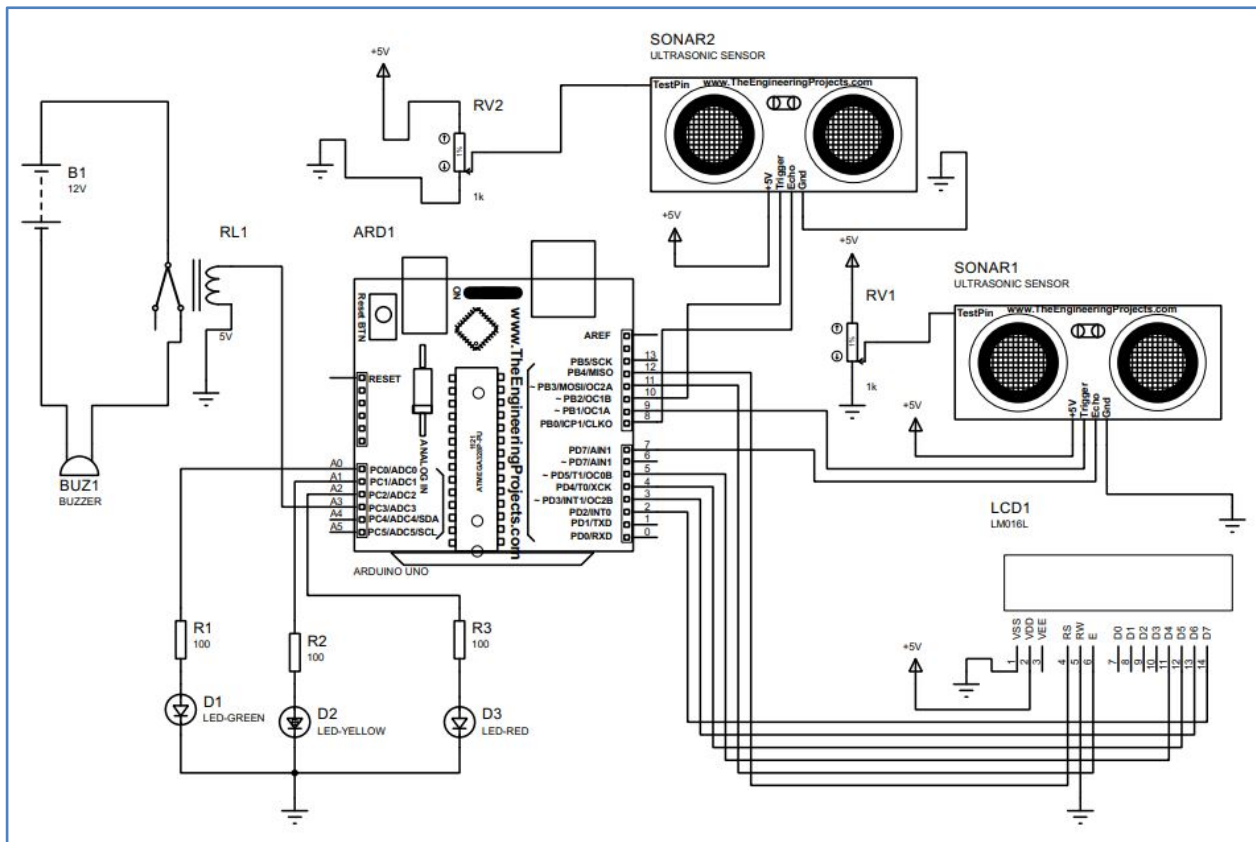 SONAR2
ULTRASONIC SENSOR
TestPin
www.TheEngineeringProjects.com
+5V
Trigger
Echo
Gnd
+5V
RV2
1%
1k
+5V
B1
12V
RL1
5V
BUZ1
BUZZER
ARD1
Reset BTN
ON
www.TheEngineeringProjects.com
RESET
ANALOG IN
A0 PC0/ADC0
A1 PC1/ADC1
A2 PC2/ADC2
A3 PC3/ADC3
A4 PC4/ADC4/SDA
A5 PC5/ADC5/SCL
AREF
PB5/SCK 13
PB4/MISO 12
~ PB3/MOSI/OC2A 11
~ PB2/OC1B 10
~ PB1/OC1A 9
PB0/ICP1/CLKO 8
PD7/AIN1 7
~ PD7/AIN1 6
~ PD5/T1/OC0B 5
PD4/T0/XCK 4
~ PD3/INT1/OC2B 3
PD2/INT0 2
PD1/TXD 1
PD0/RXD 0
ARDUINO UNO
+5V
RV1
1%
1k
SONAR1
ULTRASONIC SENSOR
TestPin
www.TheEngineeringProjects.com
+5V
Trigger
Echo
Gnd
+5V
LCD1
LM016L
VSS
VDD
VEE
RS
RW
E
D0
D1
D2
D3
D4
D5
D6
D7
1
2
3
4
5
6
7
8
9
10
11
12
13
14
+5V
R1
100
R2
100
R3
100
D1
LED-GREEN
D2
LED-YELLOW
D3
LED-RED